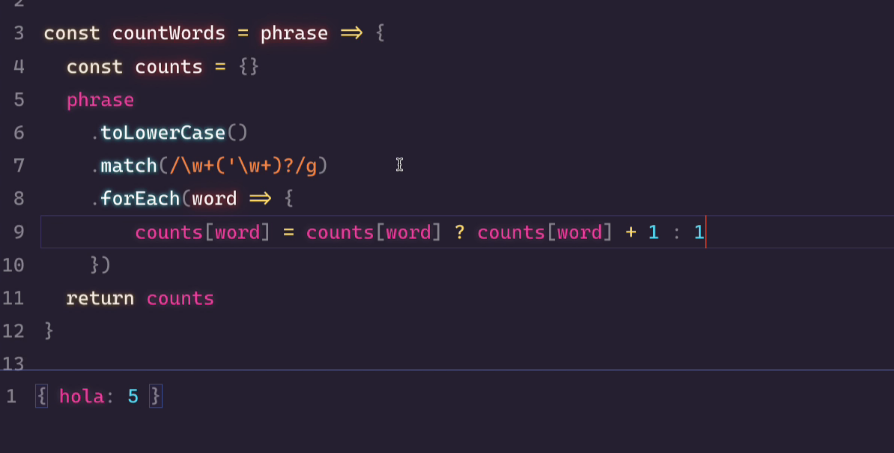 2
3 const countWords = phrase => {
4 const counts = {}
5 phrase
6 .toLowerCase()
7 .match(/\w+('\w+)?/g)
8 .forEach(word => {
9 counts[word] = counts[word] ? counts[word] + 1 : 1
10 })
11 return counts
12 }
13
1 { hola: 5 }